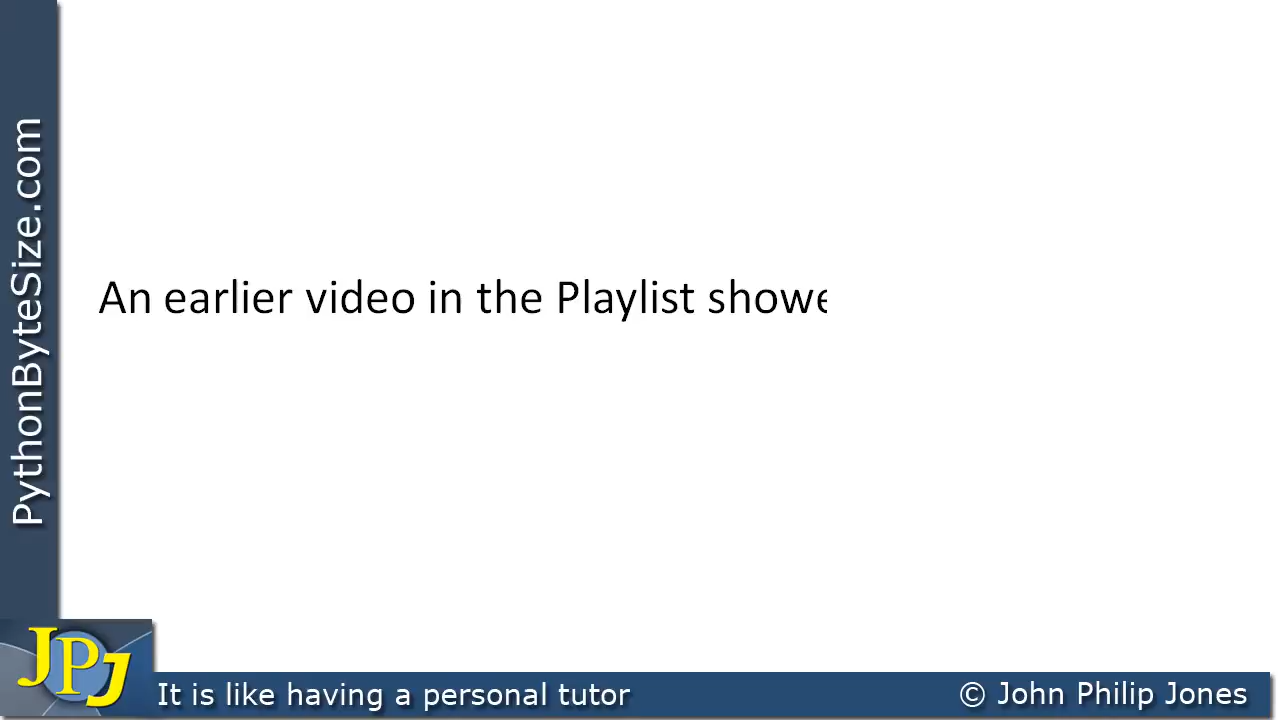 PythonByteSize.com
An earlier video in the Playlist showe
JPJ
It is like having a personal tutor
© John Philip Jones